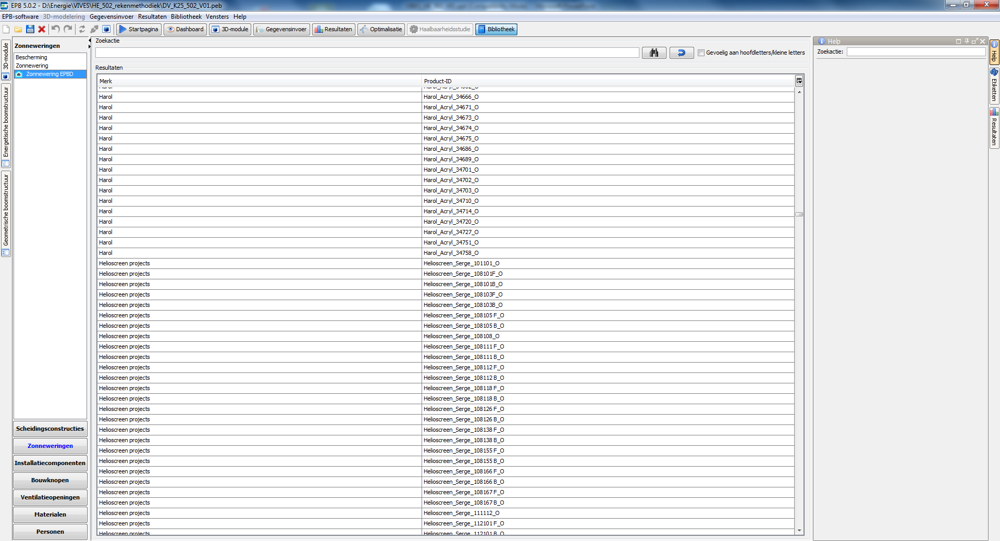 EPB 5.0.2 - D:\Energie\VIVES\HE_502_rekenmethodiek\DV_K25_502_V01.peb
EPB-software 3D-modelering Gegevensinvoer Resultaten Bibliotheek Vensters Help
Startpagina Dashboard 3D-module Gegevensinvoer Resultaten Optimalisatie Haalbaarheidsstudie Bibliotheek
3D-module
Energetische boomstructuur
Geometrische boomstructuur
Zonneweringen
Bescherming
Zonnewering
Zonnewering EPBD
Scheidingsconstructies
Zonneweringen
Installatiecomponenten
Bouwknopen
Ventilatieopeningen
Materialen
Personen
Zoekactie
Gevoelig aan hoofdletters/kleine letters
Resultaten
Merk Product-ID
Harol Harol_Acryl_34666_O
Harol Harol_Acryl_34671_O
Harol Harol_Acryl_34673_O
Harol Harol_Acryl_34674_O
Harol Harol_Acryl_34675_O
Harol Harol_Acryl_34686_O
Harol Harol_Acryl_34689_O
Harol Harol_Acryl_34701_O
Harol Harol_Acryl_34702_O
Harol Harol_Acryl_34703_O
Harol Harol_Acryl_34710_O
Harol Harol_Acryl_34714_O
Harol Harol_Acryl_34720_O
Harol Harol_Acryl_34727_O
Harol Harol_Acryl_34751_O
Harol Harol_Acryl_34758_O
Helioscreen projects Helioscreen_Serge_101101_O
Helioscreen projects Helioscreen_Serge_108101F_O
Helioscreen projects Helioscreen_Serge_108101B_O
Helioscreen projects Helioscreen_Serge_108103F_O
Helioscreen projects Helioscreen_Serge_108103B_O
Helioscreen projects Helioscreen_Serge_108105 F_O
Helioscreen projects Helioscreen_Serge_108105 B_O
Helioscreen projects Helioscreen_Serge_108108_O
Helioscreen projects Helioscreen_Serge_108111 F_O
Helioscreen projects Helioscreen_Serge_108111 B_O
Helioscreen projects Helioscreen_Serge_108112 F_O
Helioscreen projects Helioscreen_Serge_108112 B_O
Helioscreen projects Helioscreen_Serge_108118 F_O
Helioscreen projects Helioscreen_Serge_108118 B_O
Helioscreen projects Helioscreen_Serge_108126 F_O
Helioscreen projects Helioscreen_Serge_108126 B_O
Helioscreen projects Helioscreen_Serge_108138 F_O
Helioscreen projects Helioscreen_Serge_108138 B_O
Helioscreen projects Helioscreen_Serge_108155 F_O
Helioscreen projects Helioscreen_Serge_108155 B_O
Helioscreen projects Helioscreen_Serge_108166 F_O
Helioscreen projects Helioscreen_Serge_108166 B_O
Helioscreen projects Helioscreen_Serge_108167 F_O
Helioscreen projects Helioscreen_Serge_108167 B_O
Helioscreen projects Helioscreen_Serge_111112_O
Helioscreen projects Helioscreen_Serge_112101 F_O
Helioscreen projects Helioscreen_Serge_112101 B_O
Help
Zoekactie:
Help
Etiketten
Resultaten